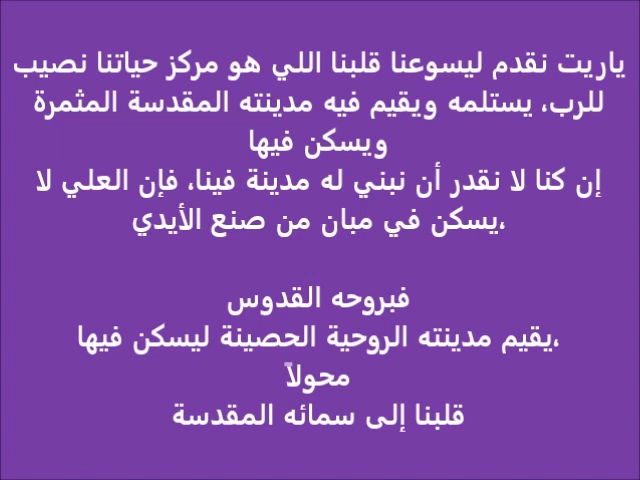 ياريت نقدم ليسوعنا قلبنا اللي هو مركز حياتنا نصيب
للرب، يستلمه ويقيم فيه مدينته المقدسة المثمرة
ويسكن فيها
إن كنا لا نقدر أن نبني له مدينة فينا، فإن العلي لا
يسكن في مبان من صنع الأيدي،
فبروحه القدوس
يقيم مدينته الروحية الحصينة ليسكن فيها،
محولاً
قلبنا إلى سمائه المقدسة